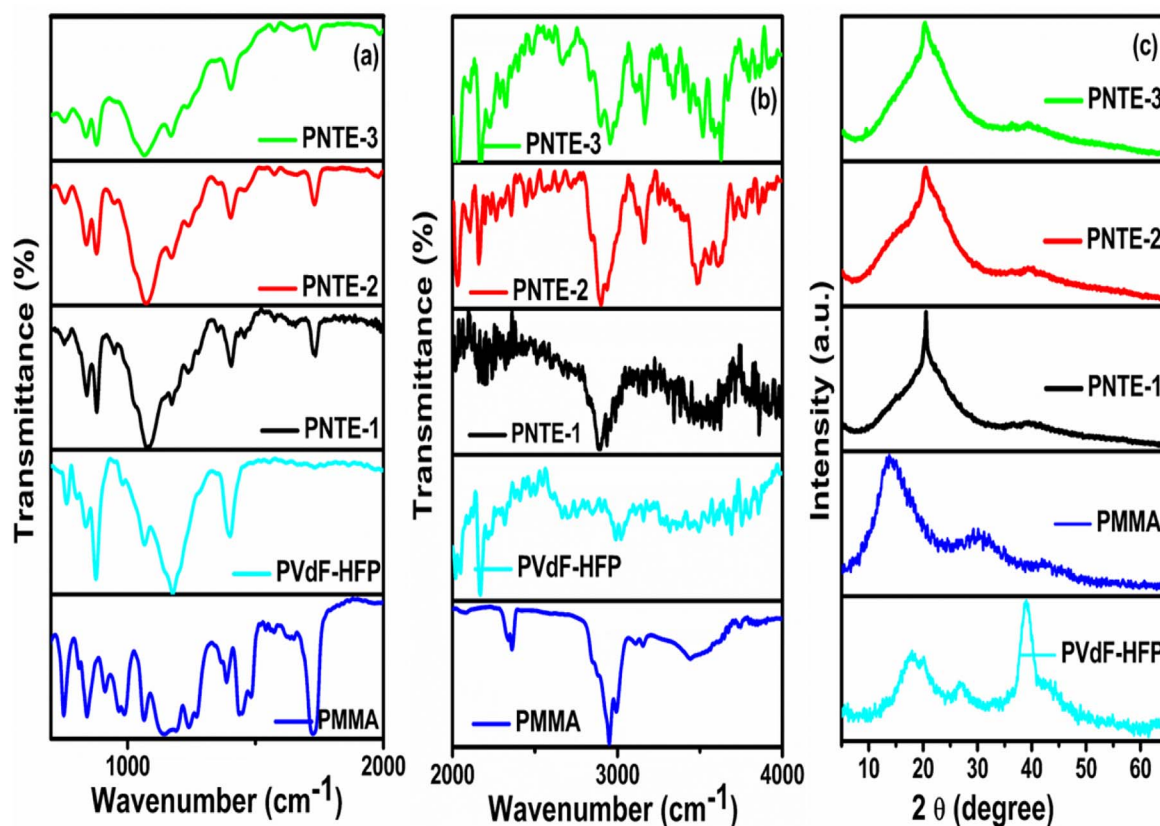 (a)
PNTE-3
PNTE-2
PNTE-1
PVdF-HFP
PMMA
Transmittance (%)
Transmittance (%)
1000 2000
Wavenumber (cm-1)
(b)
PNTE-3
PNTE-2
PNTE-1
PVdF-HFP
PMMA
Transmittance (%)
Transmittance (%)
2000 3000 4000
Wavenumber (cm-1)
(c)
PNTE-3
PNTE-2
PNTE-1
PMMA
PVdF-HFP
Intensity (a.u.)
10 20 30 40 50 60
2 θ (degree)